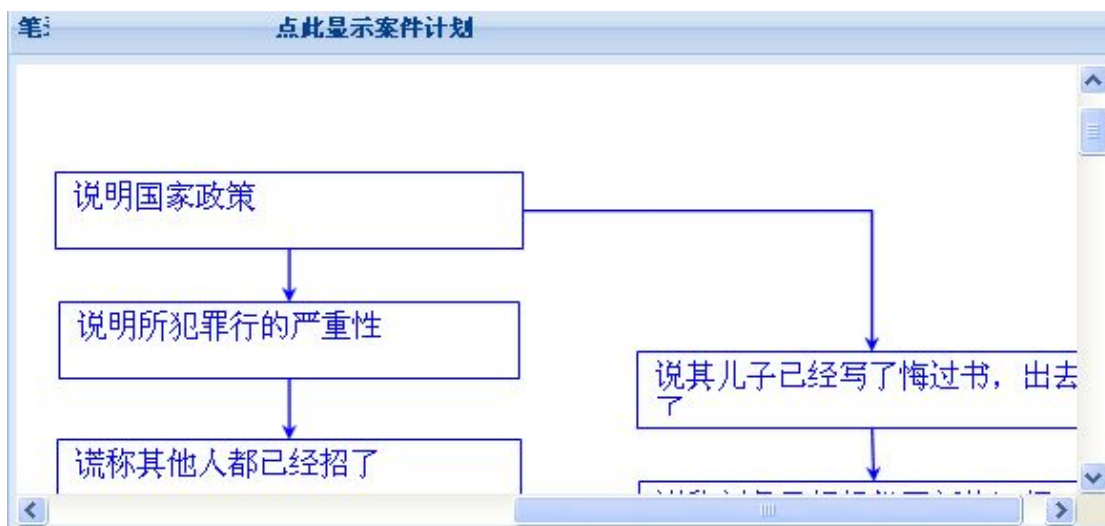 笔
点此显示案件计划
说明国家政策
说明所犯罪行的严重性
谎称其他人都已经招了
说其儿子已经写了悔过书，出去
了